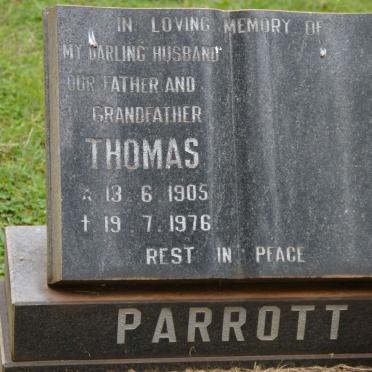 IN LOVING MEMORY OF
MY DARLING HUSBAND
OUR FATHER AND
GRANDFATHER
THOMAS
☆ 13 6 1905
† 19 7 1976
REST IN PEACE
PARROTT